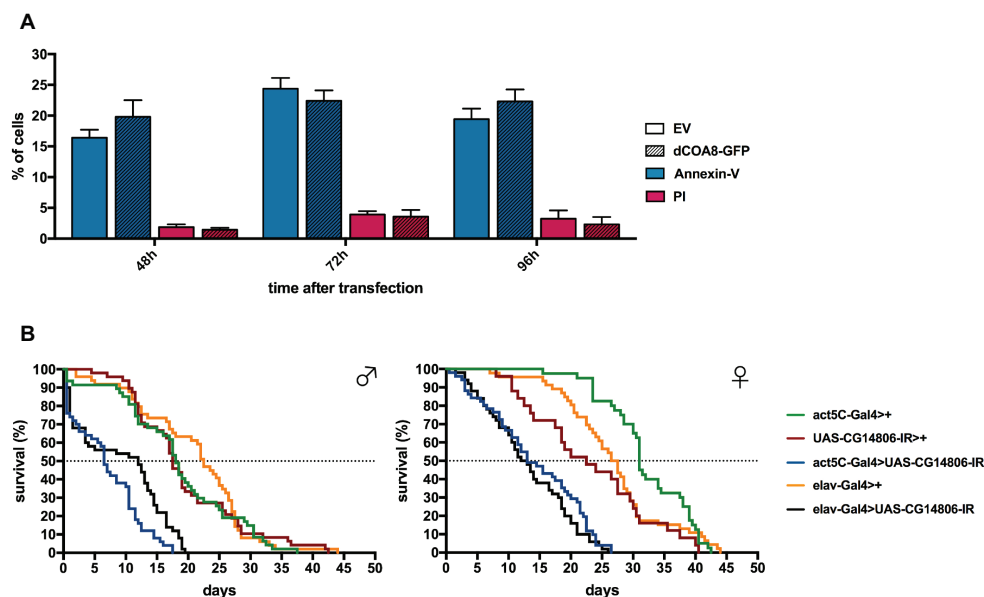 A
30
25
20
15
10
5
0
% of cells
48h
72h
96h
time after transfection
EV
dCOA8-GFP
Annexin-V
PI
B
100
90
80
70
60
50
40
30
20
10
0
survival (%)
0 5 10 15 20 25 30 35 40 45 50
days
♂
100
90
80
70
60
50
40
30
20
10
0
survival (%)
0 5 10 15 20 25 30 35 40 45 50
days
♀
act5C-Gal4>+
UAS-CG14806-IR>+
act5C-Gal4>UAS-CG14806-IR
elav-Gal4>+
elav-Gal4>UAS-CG14806-IR